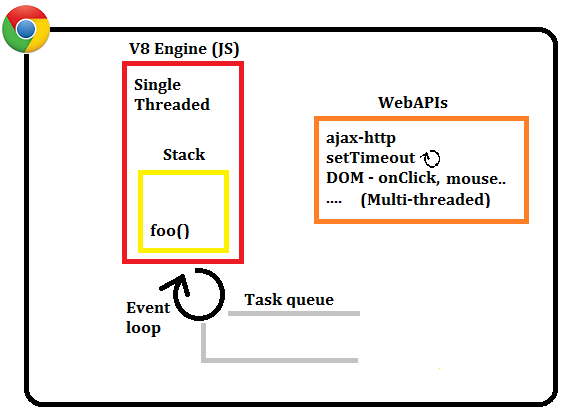 V8 Engine (JS)
Single
Threaded
Stack
foo()
WebAPIs
ajax-http
setTimeout
DOM - onClick, mouse..
.... (Multi-threaded)
Event
loop
Task queue